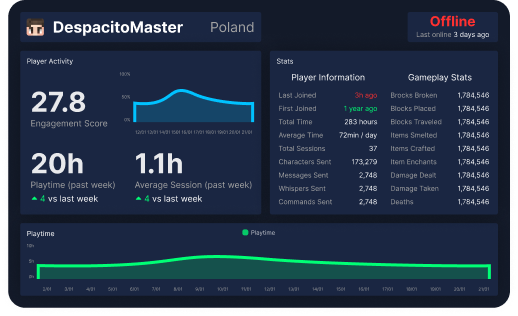 DespacitoMaster
Poland
Offline
Last online 3 days ago
Player Activity
27.8
Engagement Score
100%
50%
0%
12/01 13/01 14/01 15/01 16/01 17/01 18/01 19/01 20/01 21/01
20h
Playtime (past week)
4 vs last week
1.1h
Average Session (past week)
4 vs last week
Stats
Player Information
Last Joined 3h ago
First Joined 1 year ago
Total Time 283 hours
Average Time 72min / day
Total Sessions 37
Characters Sent 173,279
Messages Sent 2,748
Whispers Sent 2,748
Commands Sent 2,748
Gameplay Stats
Brocks Broken 1,784,546
Blocks Placed 1,784,546
Blocks Traveled 1,784,546
Items Smelted 1,784,546
Items Crafted 1,784,546
Item Enchants 1,784,546
Damage Dealt 1,784,546
Damage Taken 1,784,546
Deaths 1,784,546
Playtime
Playtime
10h
5h
0h
2/01 3/01 4/01 5/01 6/01 7/01 8/01 9/01 10/01 11/01 12/01 13/01 14/01 15/01 16/01 17/01 18/01 19/01 20/01 21/01